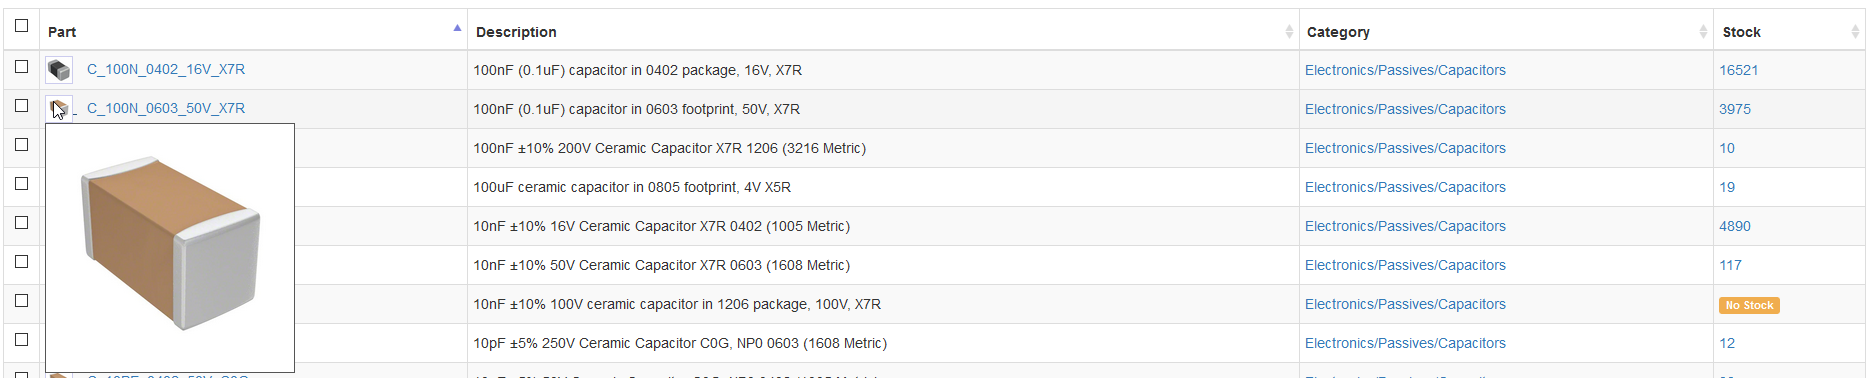 Part Description Category Stock
C_100N_0402_16V_X7R 100nF (0.1uF) capacitor in 0402 package, 16V, X7R Electronics/Passives/Capacitors 16521
C_100N_0603_50V_X7R 100nF (0.1uF) capacitor in 0603 footprint, 50V, X7R Electronics/Passives/Capacitors 3975
100nF ±10% 200V Ceramic Capacitor X7R 1206 (3216 Metric) Electronics/Passives/Capacitors 10
100uF ceramic capacitor in 0805 footprint, 4V X5R Electronics/Passives/Capacitors 19
10nF ±10% 16V Ceramic Capacitor X7R 0402 (1005 Metric) Electronics/Passives/Capacitors 4890
10nF ±10% 50V Ceramic Capacitor X7R 0603 (1608 Metric) Electronics/Passives/Capacitors 117
10nF ±10% 100V ceramic capacitor in 1206 package, 100V, X7R Electronics/Passives/Capacitors No Stock
10pF ±5% 250V Ceramic Capacitor C0G, NP0 0603 (1608 Metric) Electronics/Passives/Capacitors 12